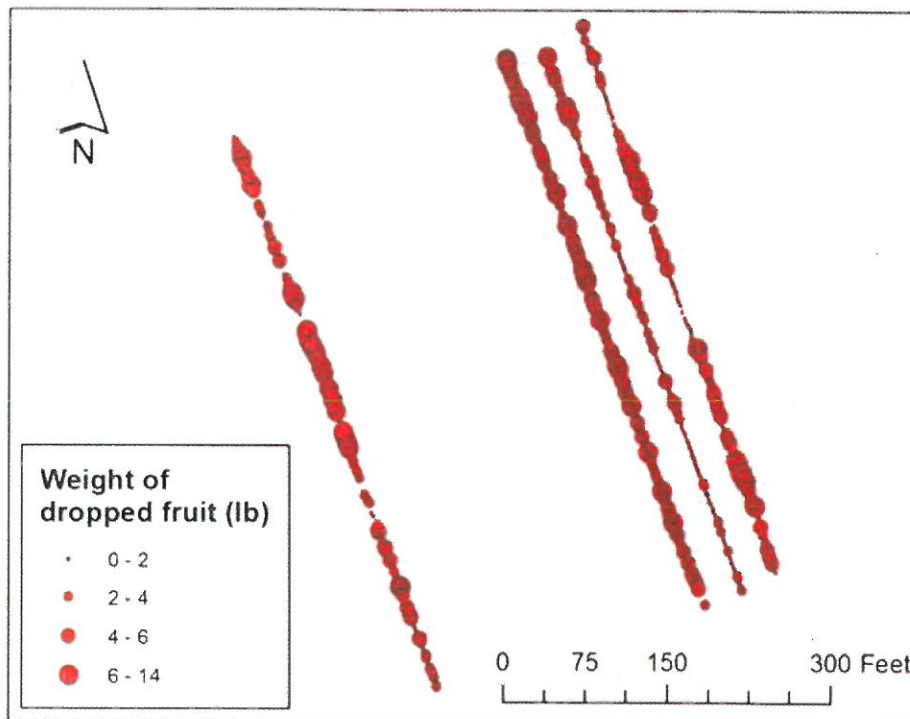 N
Weight of
dropped fruit (lb)
0 - 2
2 - 4
4 - 6
6 - 14
0 75 150 300 Feet